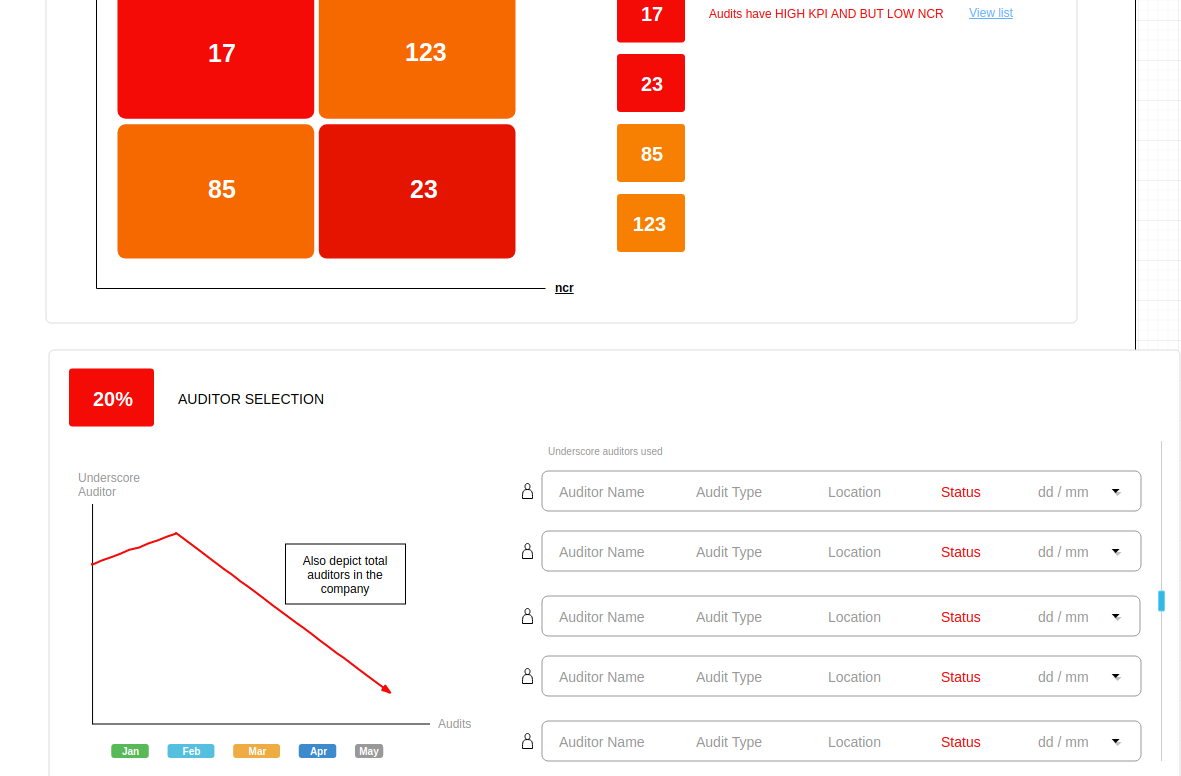 17
123
17
Audits have HIGH KPI AND BUT LOW NCR
View list
23
85
23
85
123
ncr
20%
AUDITOR SELECTION
Underscore
Auditor
Also depict total
auditors in the
company
Audits
Jan
Feb
Mar
Apr
May
Underscore auditors used
Auditor Name Audit Type Location Status dd / mm
Auditor Name Audit Type Location Status dd / mm
Auditor Name Audit Type Location Status dd / mm
Auditor Name Audit Type Location Status dd / mm
Auditor Name Audit Type Location Status dd / mm